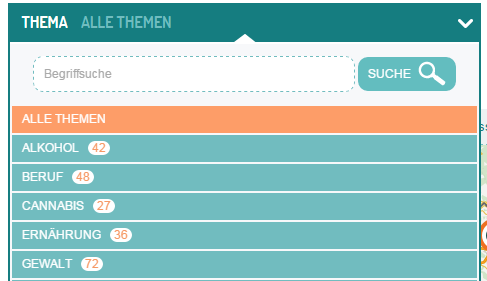 THEMA ALLE THEMEN
Begriffsuche
SUCHE
ALLE THEMEN
ALKOHOL 42
BERUF 48
CANNABIS 27
ERNÄHRUNG 36
GEWALT 72